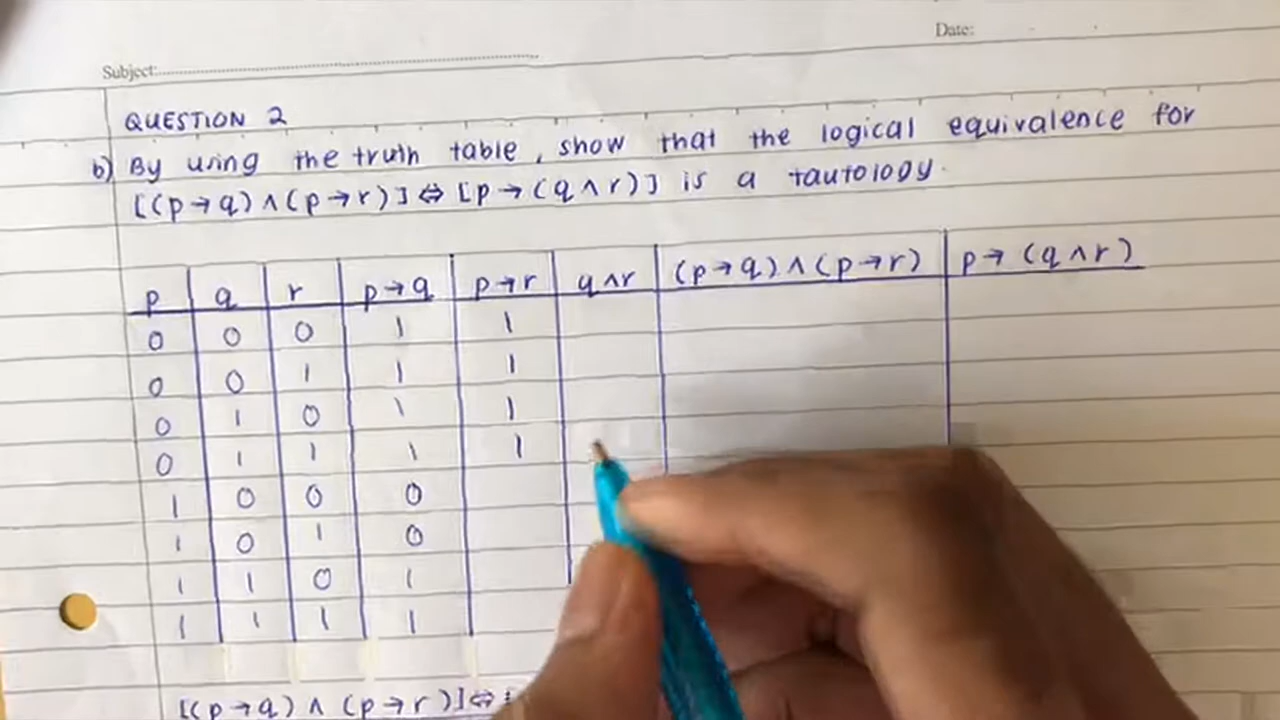 Date:
Subject:
QUESTION 2
b) By using the truth table, show that the logical equivalence for
[(p→q) ∧ (p→r)] ⇔ [p → (q ∧ r)] is a tautology.
p q r p→q p→r q∧r (p→q) ∧ (p→r) p→ (q ∧ r)
0 0 0 1 1
0 0 1 1 1
0 1 0 1 1
0 1 1 1 1
1 0 0 0
1 0 1 0
1 1 0 1
1 1 1 1
[(p→q) ∧ (p→r)] ⇔